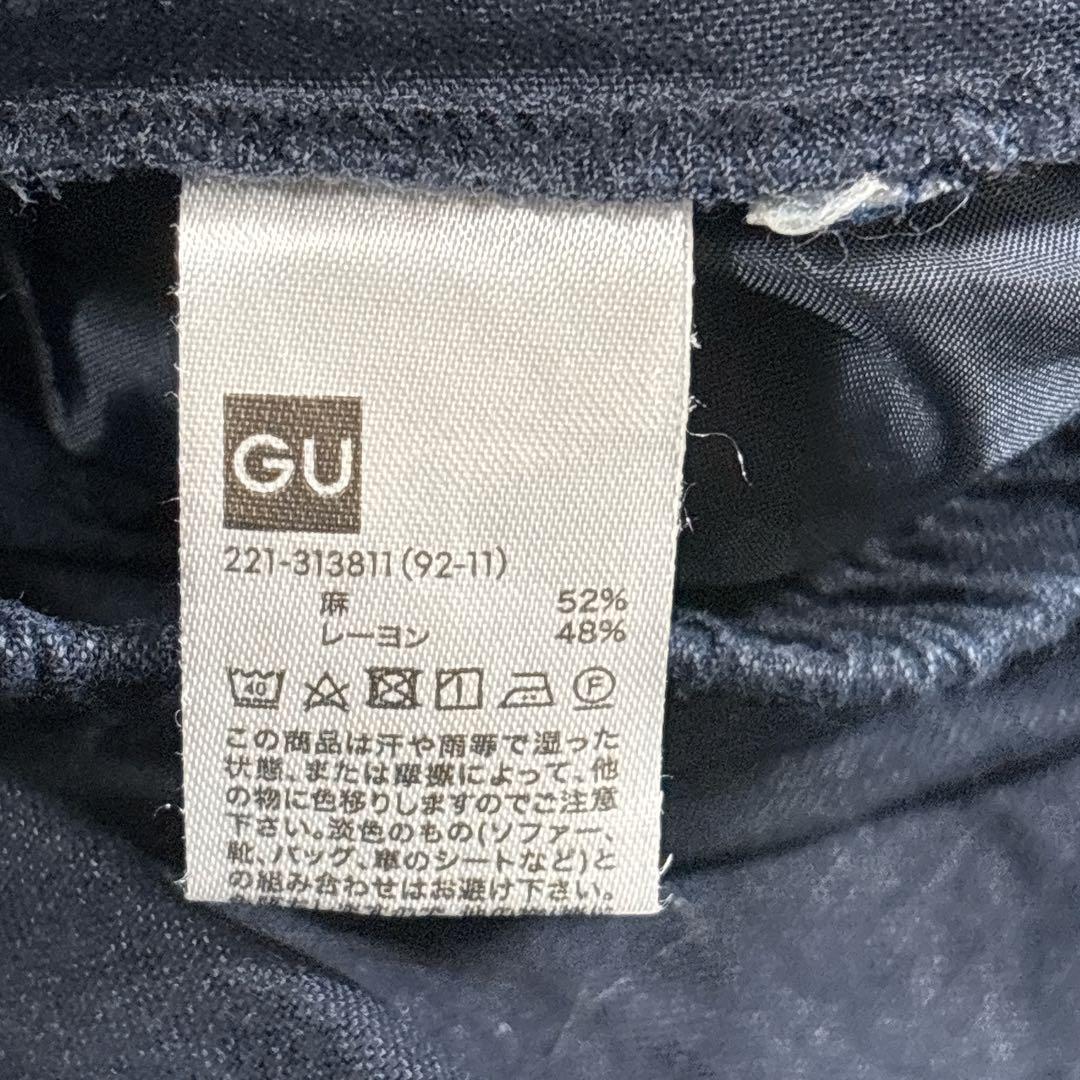 GU
221-313811(92-11)
麻 52%
レーヨン 48%
40
F
この商品は汗や雨等で湿った
状態、または摩擦によって、他
の物に色移りしますのでご注意
下さい。淡色のもの(ソファー、
靴、バッグ、車のシートなど)と
の組み合わせはお避け下さい。